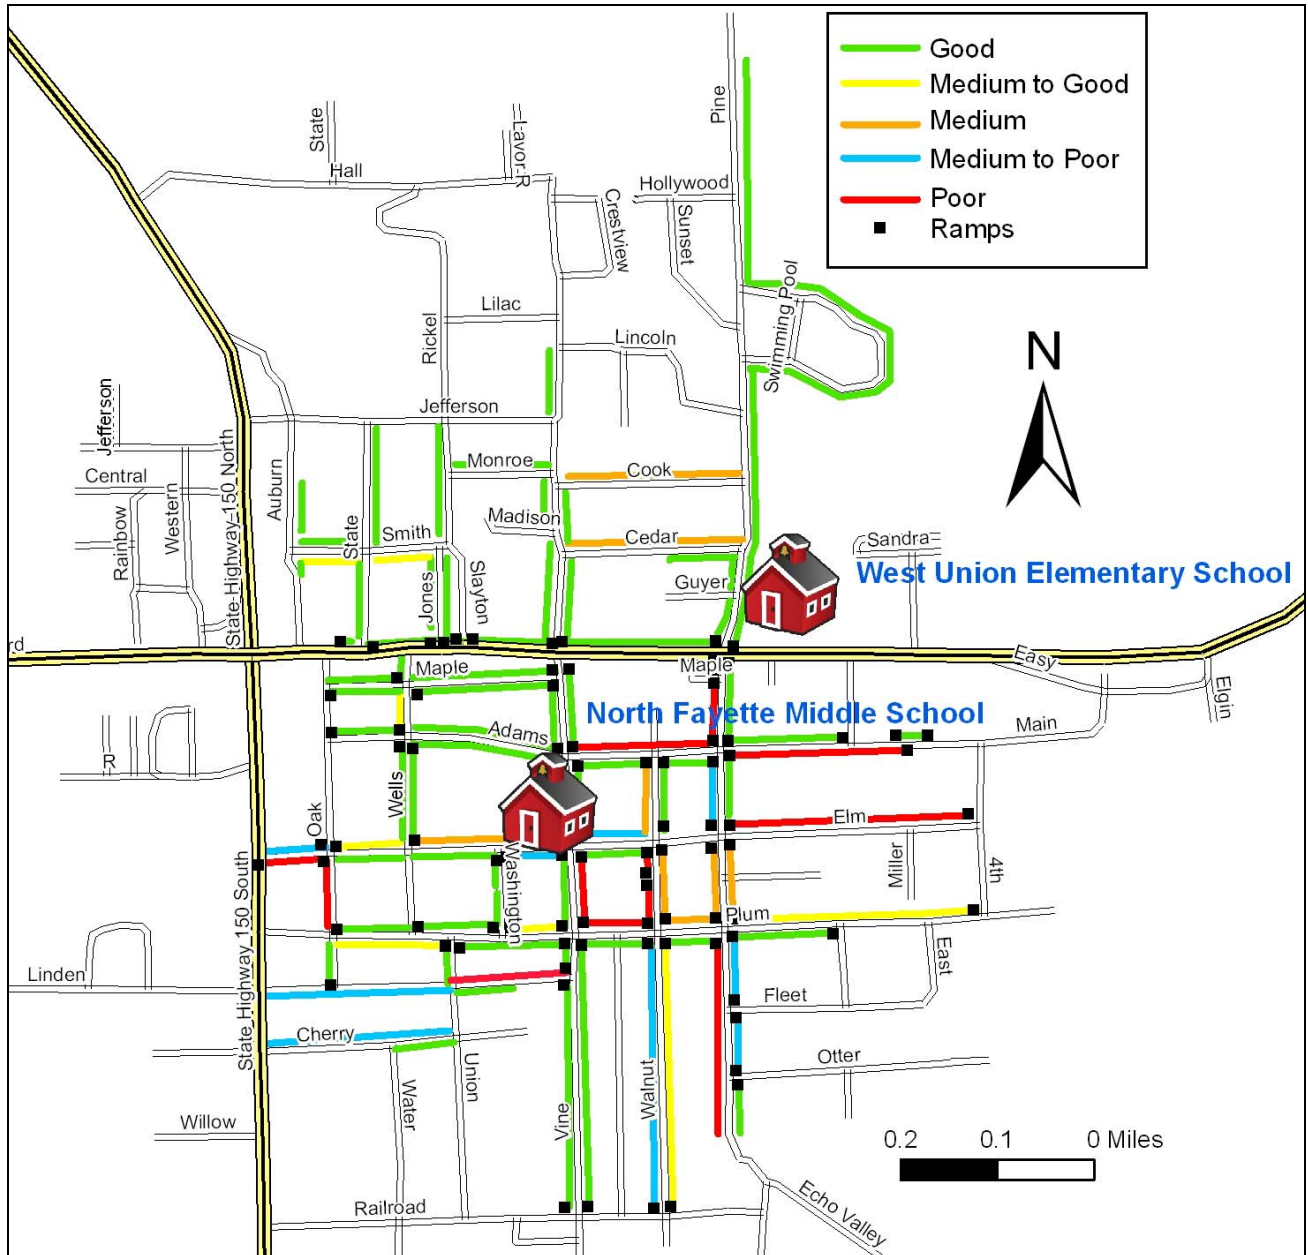 Good
Medium to Good
Medium
Medium to Poor
Poor
Ramps
Pine
State
Lavor R
Hall
Hollywood
Crestview
Sunset
Swimming Pool
Lilac
Rickel
Lincoln
N
Jefferson
Jefferson
State Highway 150 North
Central
Monroe
Cook
Auburn
Western
Rainbow
Madison
State
Smith
Cedar
Sandra
West Union Elementary School
Slayton
Jones
Guyer
rd
Maple
Maple
Easy
Elgin
North Fayette Middle School
Adams
Main
R
Wells
Oak
Elm
Washington
State Highway 150 South
Miller
4th
Plum
East
Linden
Fleet
Cherry
Otter
Union
Water
Walnut
Vine
Willow
0.2 0.1 0 Miles
Railroad
Echo Valley